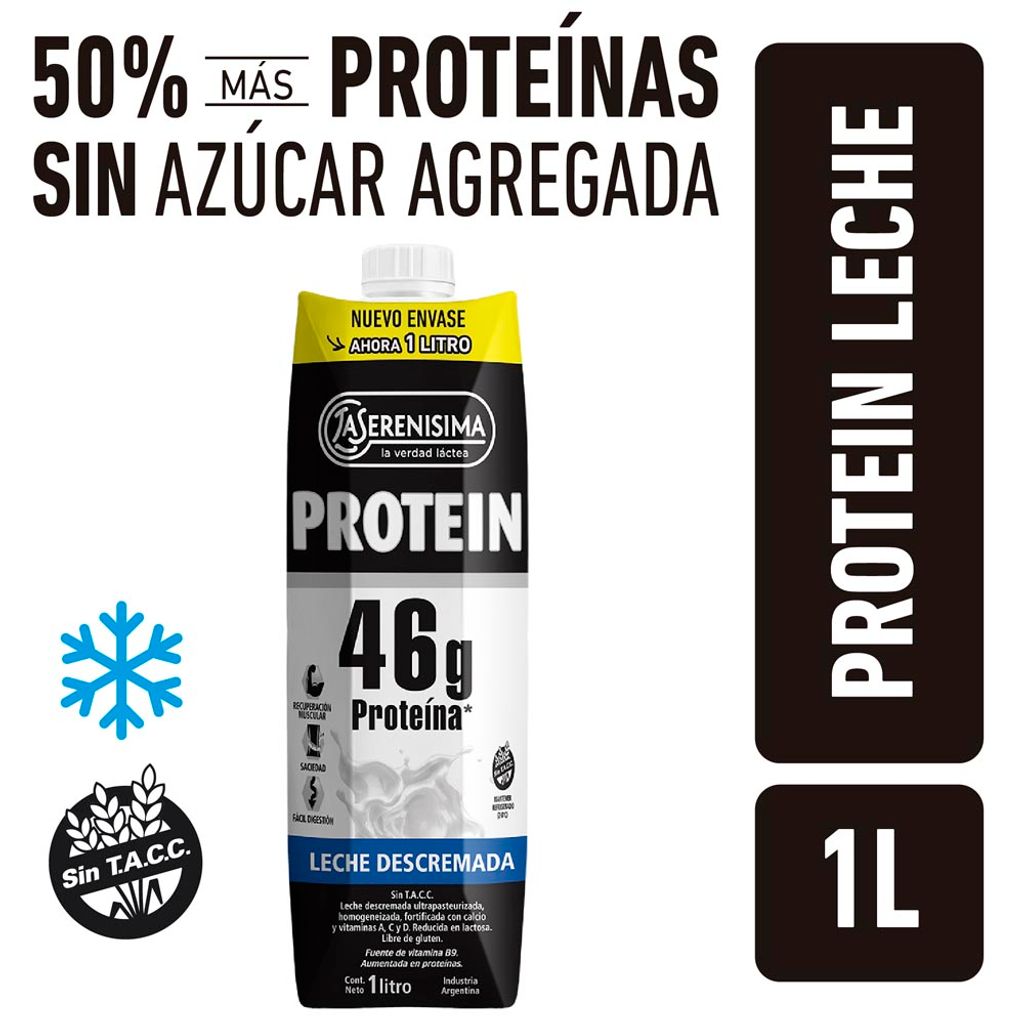 50% MÁS PROTEÍNAS
SIN AZÚCAR AGREGADA
NUEVO ENVASE
AHORA 1 LITRO
LA SERENISIMA
la verdad láctea
PROTEIN
46g
Proteína*
RECUPERACIÓN
MUSCULAR
SACIEDAD
FÁCIL DIGESTIÓN
Sin T.A.C.C.
MANTENER
REFRIGERADO
LECHE DESCREMADA
Sin T.A.C.C.
Leche descremada ultrapasteurizada,
homogeneizada, fortificada con calcio
y vitaminas A, C y D. Reducida en lactosa.
Libre de gluten.
Fuente de vitamina B9.
Aumentada en proteínas.
Cont. Neto 1 litro
Industria
Argentina
Sin T.A.C.C.
PROTEIN LECHE
1L